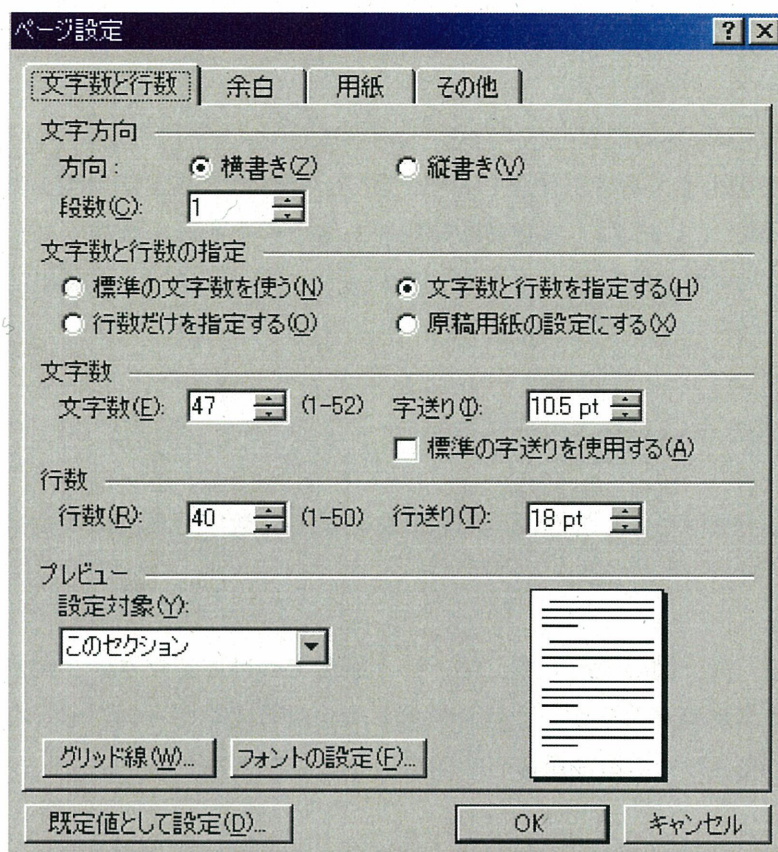 ページ設定
文字数と行数 余白 用紙 その他
文字方向
方向: 横書き(Z) 縦書き(V)
段数(C): 1
文字数と行数の指定
標準の文字数を使う(N) 文字数と行数を指定する(H)
行数だけを指定する(O) 原稿用紙の設定にする(X)
文字数
文字数(E): 47 (1-52) 字送り(I): 10.5 pt
標準の字送りを使用する(A)
行数
行数(R): 40 (1-50) 行送り(T): 18 pt
プレビュー
設定対象(Y):
このセクション
グリッド線(W)... フォントの設定(F)...
既定値として設定(D)... OK キャンセル